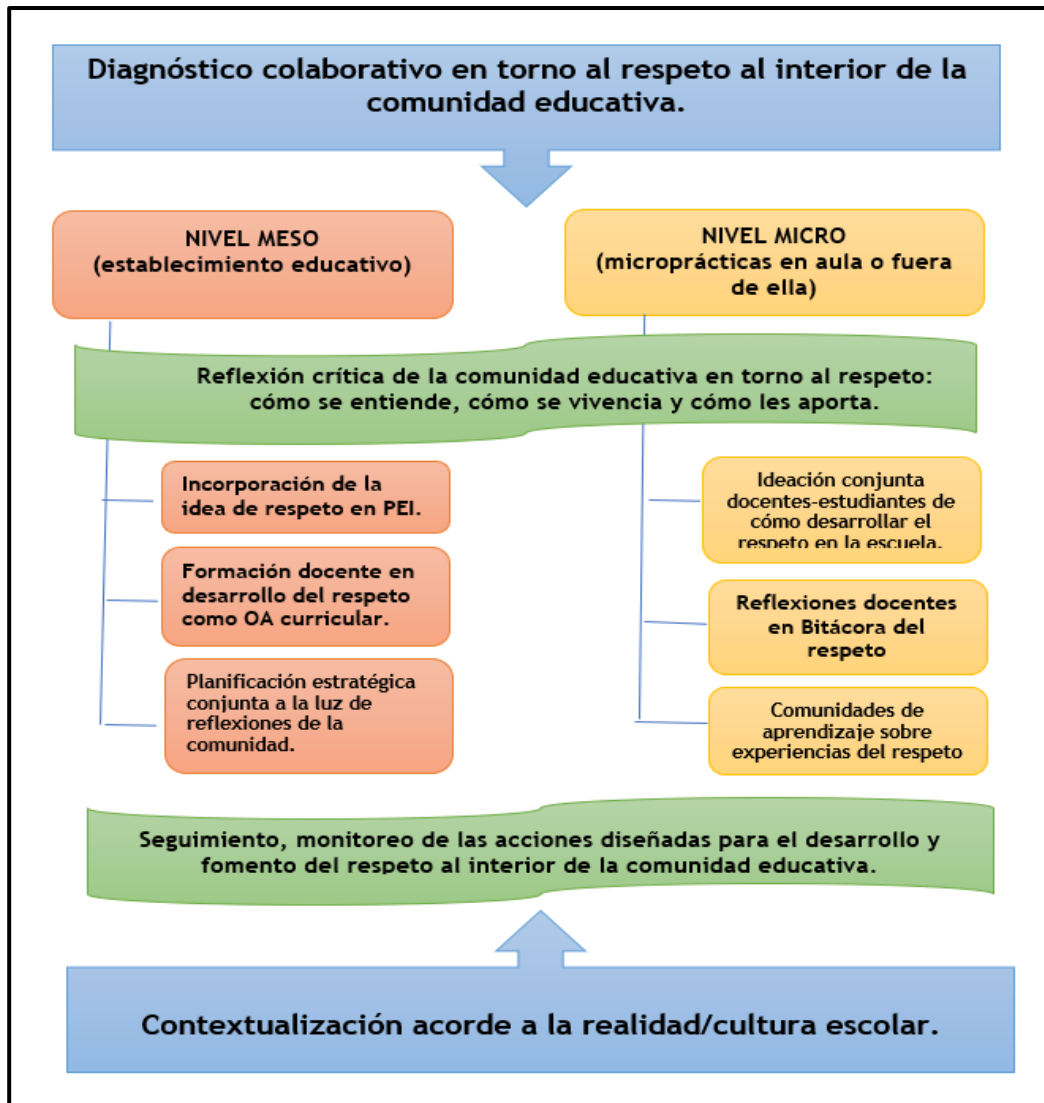 Diagnóstico colaborativo en torno al respeto al interior de la
comunidad educativa.
NIVEL MESO
(establecimiento educativo)
NIVEL MICRO
(microprácticas en aula o fuera
de ella)
Reflexión crítica de la comunidad educativa en torno al respeto:
cómo se entiende, cómo se vivencia y cómo les aporta.
Incorporación de la
idea de respeto en PEI.
Formación docente en
desarrollo del respeto
como OA curricular.
Planificación estratégica
conjunta a la luz de
reflexiones de la
comunidad.
Ideación conjunta
docentes-estudiantes de
cómo desarrollar el
respeto en la escuela.
Reflexiones docentes
en Bitácora del
respeto
Comunidades de
aprendizaje sobre
experiencias del respeto
Seguimiento, monitoreo de las acciones diseñadas para el desarrollo y
fomento del respeto al interior de la comunidad educativa.
Contextualización acorde a la realidad/cultura escolar.